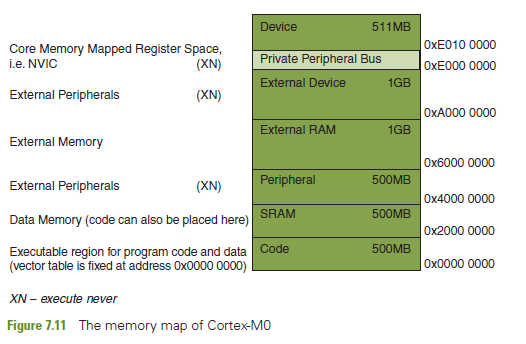 Device 511MB
0xE010 0000
Core Memory Mapped Register Space,
i.e. NVIC (XN)
Private Peripheral Bus
0xE000 0000
External Peripherals (XN)
External Device 1GB
0xA000 0000
External Memory
External RAM 1GB
0x6000 0000
External Peripherals (XN)
Peripheral 500MB
0x4000 0000
Data Memory (code can also be placed here)
SRAM 500MB
0x2000 0000
Executable region for program code and data
(vector table is fixed at address 0x0000 0000)
Code 500MB
0x0000 0000
XN – execute never
Figure 7.11 The memory map of Cortex-M0